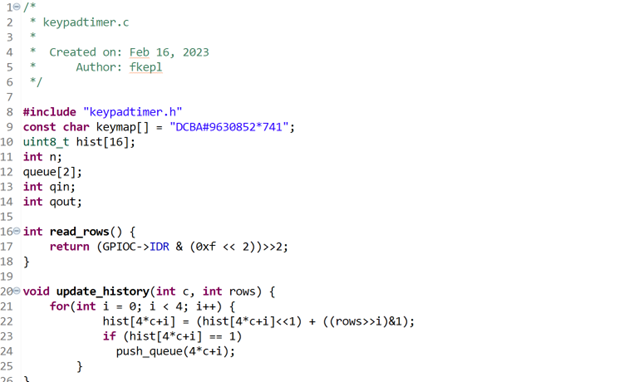 1 /*
2  * keypadtimer.c
3  *
4  *  Created on: Feb 16, 2023
5  *      Author: fkepl
6  */
7
8 #include "keypadtimer.h"
9 const char keymap[] = "DCBA#9630852*741";
10 uint8_t hist[16];
11 int n;
12 queue[2];
13 int qin;
14 int qout;
15
16 int read_rows() {
17     return (GPIOC->IDR & (0xf << 2))>>2;
18 }
19
20 void update_history(int c, int rows) {
21     for(int i = 0; i < 4; i++) {
22             hist[4*c+i] = (hist[4*c+i]<<1) + ((rows>>i)&1);
23             if (hist[4*c+i] == 1)
24               push_queue(4*c+i);
25         }
26 }